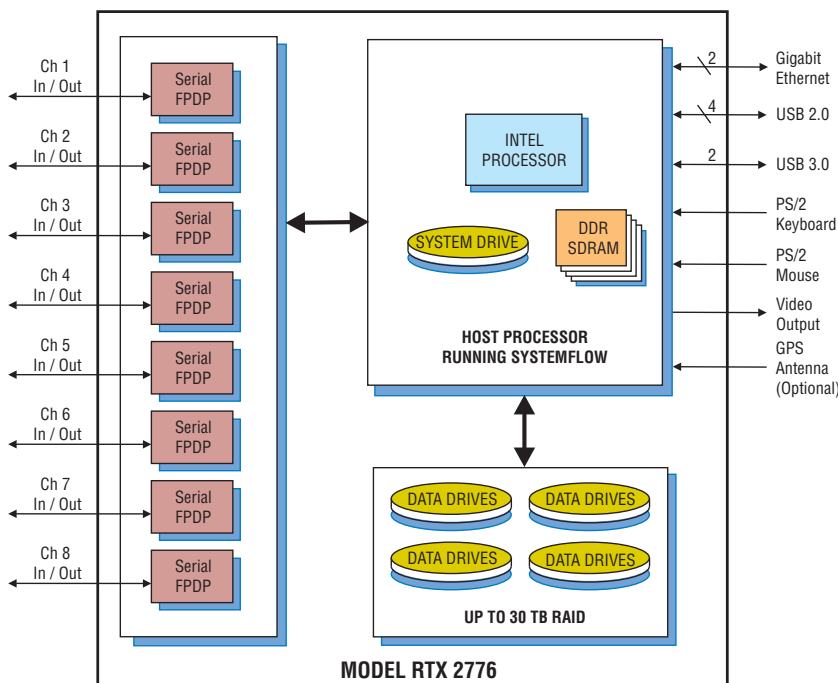 Ch 1
In / Out
Serial
FPDP
Ch 2
In / Out
Serial
FPDP
Ch 3
In / Out
Serial
FPDP
Ch 4
In / Out
Serial
FPDP
Ch 5
In / Out
Serial
FPDP
Ch 6
In / Out
Serial
FPDP
Ch 7
In / Out
Serial
FPDP
Ch 8
In / Out
Serial
FPDP
INTEL
PROCESSOR
SYSTEM DRIVE
DDR
SDRAM
HOST PROCESSOR
RUNNING SYSTEMFLOW
2
Gigabit
Ethernet
4
USB 2.0
2
USB 3.0
PS/2
Keyboard
PS/2
Mouse
Video
Output
GPS
Antenna
(Optional)
DATA DRIVES
DATA DRIVES
DATA DRIVES
DATA DRIVES
UP TO 30 TB RAID
MODEL RTX 2776